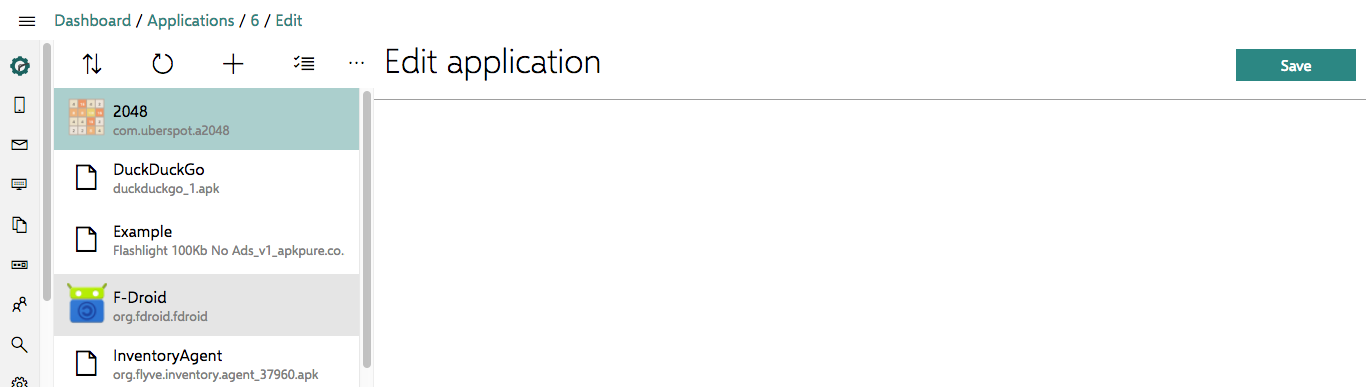 Dashboard / Applications / 6 / Edit
Edit application
Save
2048
com.uberspot.a2048
DuckDuckGo
duckduckgo_1.apk
Example
Flashlight 100Kb No Ads_v1_apkpure.co.
F-Droid
org.fdroid.fdroid
InventoryAgent
org.flyve.inventory.agent_37960.apk